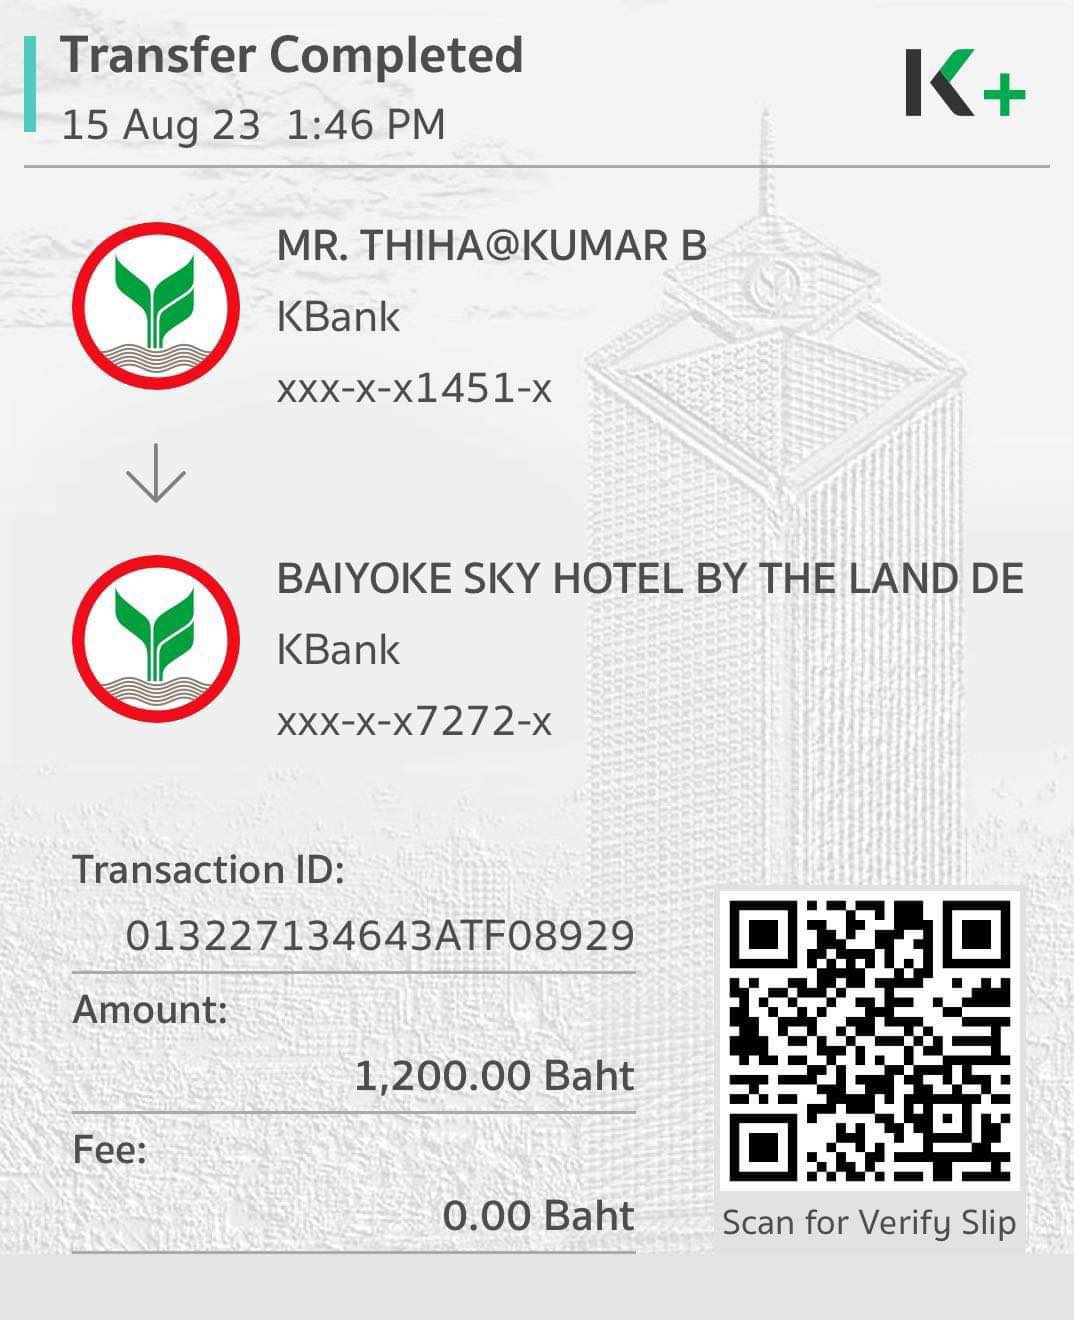 Transfer Completed
15 Aug 23 1:46 PM
K+
MR. THIHA@KUMAR B
KBank
xxx-x-x1451-x
BAIYOKE SKY HOTEL BY THE LAND DE
KBank
xxx-x-x7272-x
Transaction ID:
013227134643ATF08929
Amount:
1,200.00 Baht
Fee:
0.00 Baht
Scan for Verify Slip